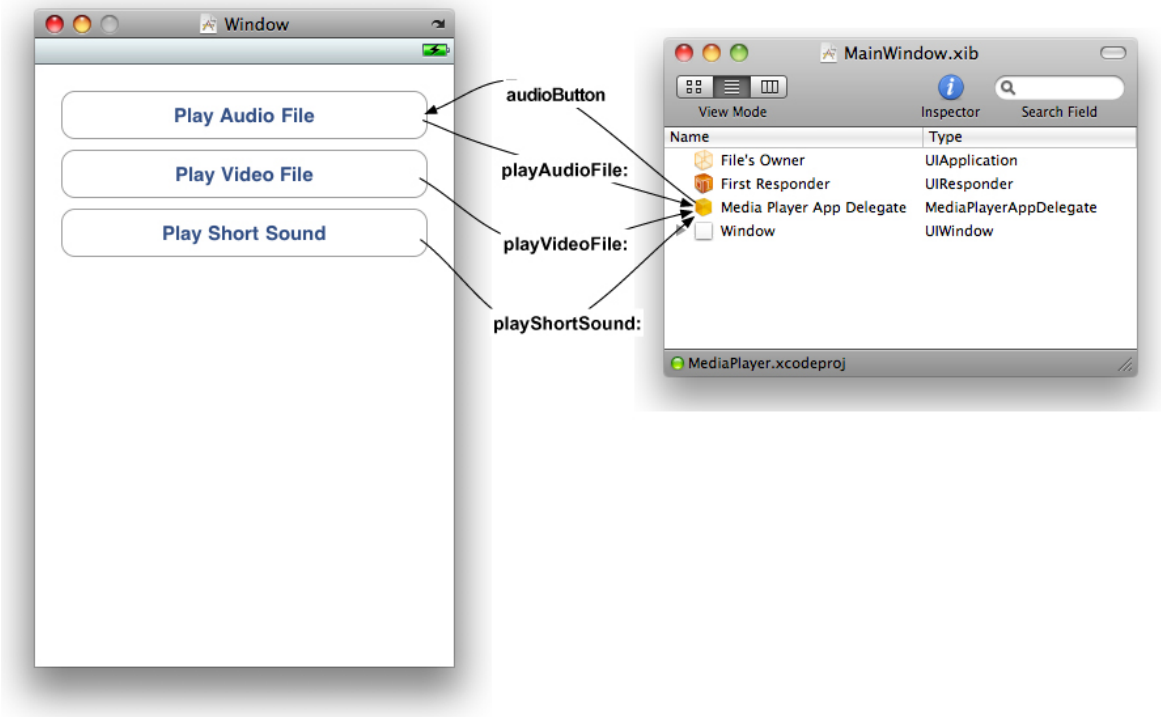 Window
Play Audio File
Play Video File
Play Short Sound
audioButton
playAudioFile:
playVideoFile:
playShortSound:
MainWindow.xib
View Mode
Inspector
Search Field
Name
Type
File's Owner
UIApplication
First Responder
UIResponder
Media Player App Delegate
MediaPlayerAppDelegate
Window
UIWindow
MediaPlayer.xcodeproj